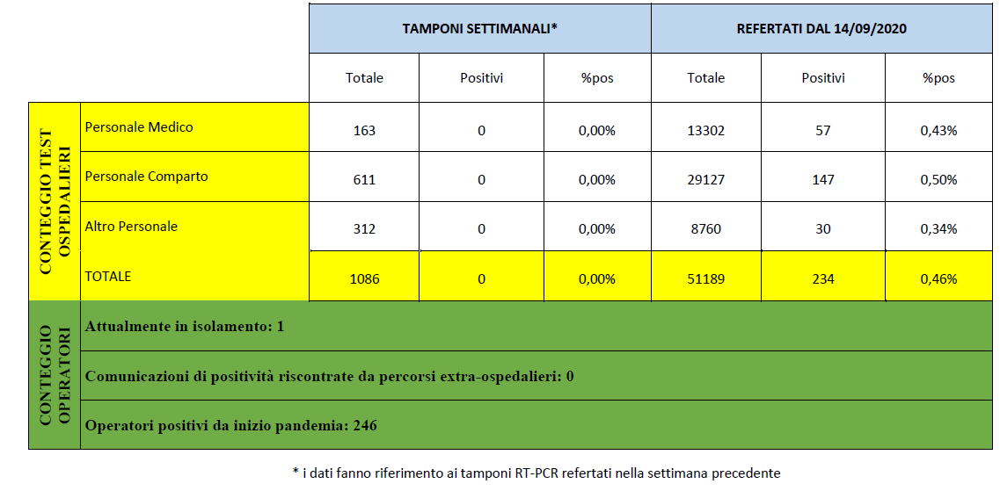 TAMPONI SETTIMANALI* REFERTATI DAL 14/09/2020
Totale Positivi %pos Totale Positivi %pos
CONTEGGIO TEST
OSPEDALIERI
Personale Medico 163 0 0,00% 13302 57 0,43%
Personale Comparto 611 0 0,00% 29127 147 0,50%
Altro Personale 312 0 0,00% 8760 30 0,34%
TOTALE 1086 0 0,00% 51189 234 0,46%
CONTEGGIO
OPERATORI
Attualmente in isolamento: 1
Comunicazioni di positività riscontrate da percorsi extra-ospedalieri: 0
Operatori positivi da inizio pandemia: 246
* i dati fanno riferimento ai tamponi RT-PCR refertati nella settimana precedente